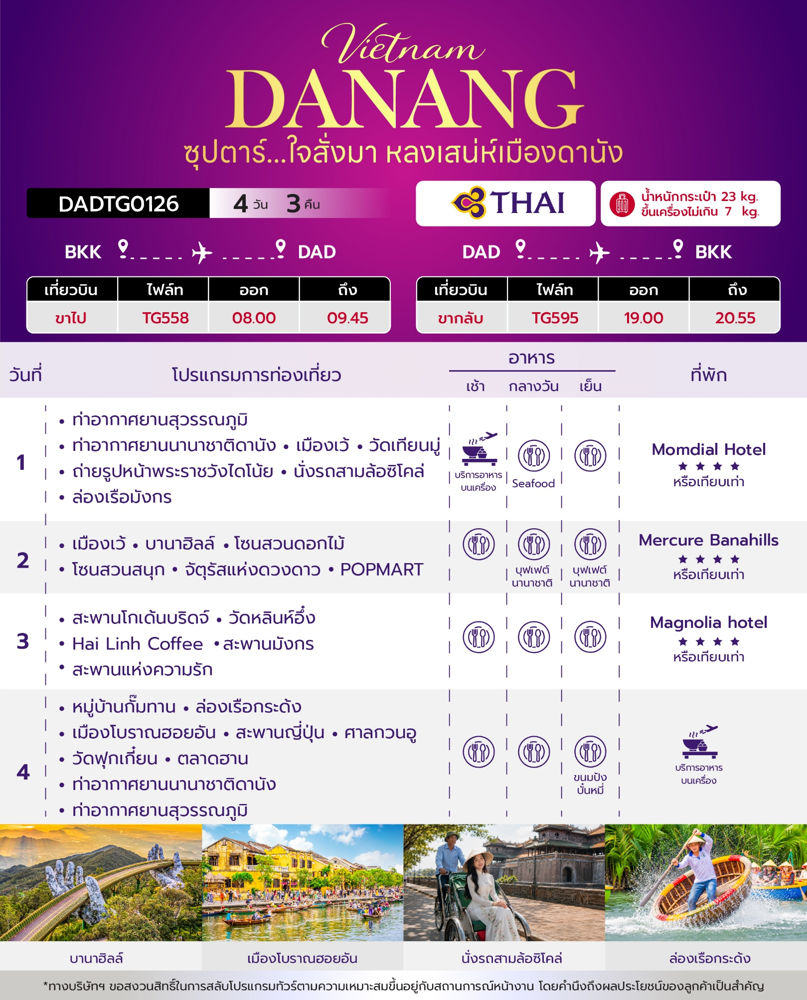 Vietnam
DANANG
ซุปตาร์...ใจสั่งมา หลงเสน่ห์เมืองดานัง
DADTG0126 4 วัน 3 คืน
THAI
น้ำหนักกระเป๋า 23 kg.
ขึ้นเครื่องไม่เกิน 7 kg.
BKK DAD
เที่ยวบิน ไฟล์ท ออก ถึง
ขาไป TG558 08.00 09.45
DAD BKK
เที่ยวบิน ไฟล์ท ออก ถึง
ขากลับ TG595 19.00 20.55
วันที่ โปรแกรมการท่องเที่ยว อาหาร ที่พัก
เช้า กลางวัน เย็น
1
• ท่าอากาศยานสุวรรณภูมิ
• ท่าอากาศยานนานาชาติดานัง • เมืองเว้ • วัดเทียนมู่
• ถ่ายรูปหน้าพระราชวังไดโน้ย • นั่งรถสามล้อซิโคล่
• ล่องเรือมังกร
บริการอาหาร
บนเครื่อง
Seafood
Momdial Hotel
★ ★ ★ ★
หรือเทียบเท่า
2
• เมืองเว้ • บานาฮิลล์ • โซนสวนดอกไม้
• โซนสวนสนุก • จัตุรัสแห่งดวงดาว • POPMART
บุฟเฟต์
นานาชาติ
บุฟเฟต์
นานาชาติ
Mercure Banahills
★ ★ ★ ★
หรือเทียบเท่า
3
• สะพานโกเด้นบริดจ์ • วัดหลินห์อึ๋ง
• Hai Linh Coffee • สะพานมังกร
• สะพานแห่งความรัก
Magnolia hotel
★ ★ ★ ★
หรือเทียบเท่า
4
• หมู่บ้านกั๊มทาน • ล่องเรือกระด้ง
• เมืองโบราณฮอยอัน • สะพานญี่ปุ่น • ศาลกวนอู
• วัดฟุกเกี๋ยน • ตลาดฮาน
• ท่าอากาศยานนานาชาติดานัง
• ท่าอากาศยานสุวรรณภูมิ
ขนมปัง
บั๋นหมี่
บริการอาหาร
บนเครื่อง
บานาฮิลล์
เมืองโบราณฮอยอัน
นั่งรถสามล้อซิโคล่
ล่องเรือกระด้ง
*ทางบริษัทฯ ขอสงวนสิทธิ์ในการสลับโปรแกรมทัวร์ตามความเหมาะสมขึ้นอยู่กับสถานการณ์หน้างาน โดยคำนึงถึงผลประโยชน์ของลูกค้าเป็นสำคัญ